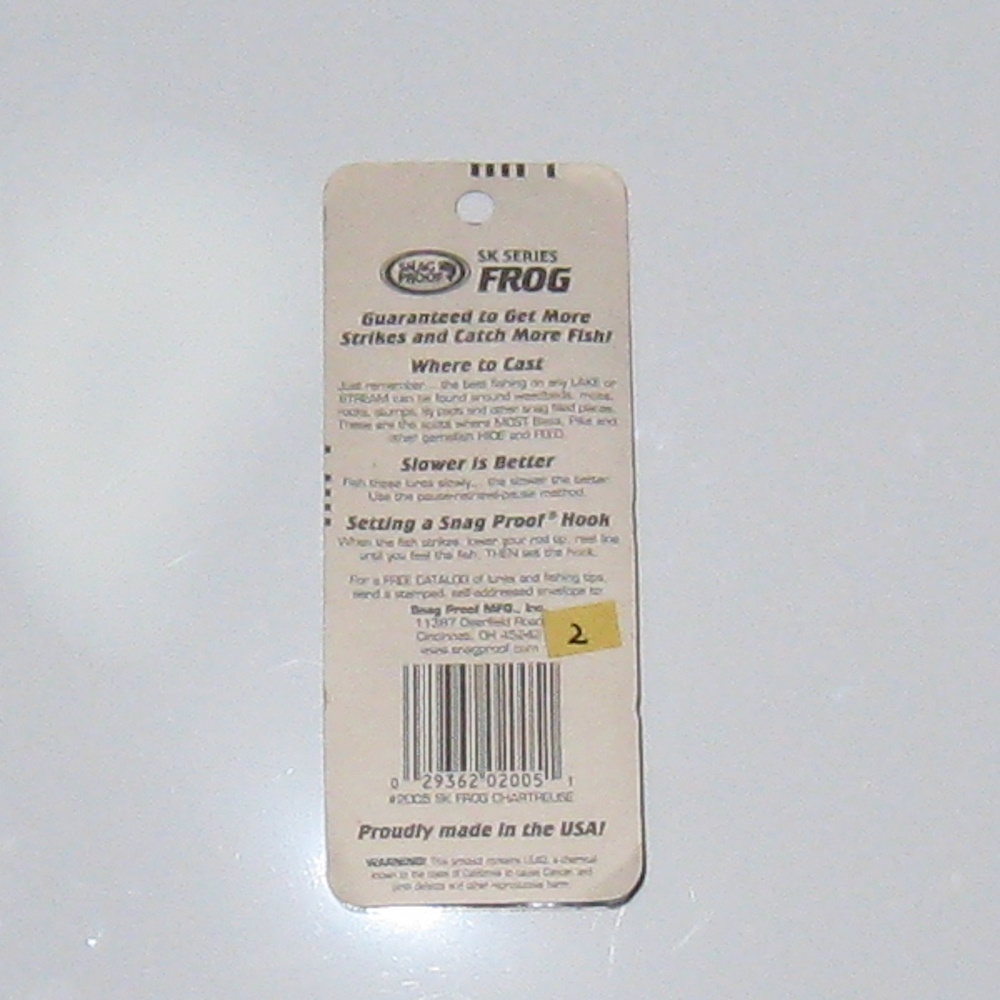 SNAG
PROOF
SK SERIES
FROG
Guaranteed to Get More
Strikes and Catch More Fish!
Where to Cast
Just remember... the best fishing on any LAKE or
STREAM can be found around weedbeds, moss,
rocks, stumps, lily pads and other snag filled places.
These are the spots where MOST Bass, Pike and
other gamefish HIDE and FEED.
Slower is Better
Fish these lures slowly... the slower the better.
Use the pause-retrieve-pause method.
Setting a Snag Proof® Hook
When the fish strikes, lower your rod tip, reel line
until you feel the fish, THEN set the hook.
For a FREE CATALOG of lures and fishing tips,
send a stamped, self-addressed envelope to:
Snag Proof MFG., Inc.
11387 Deerfield Road
Cincinnati, OH 45242
www.snagproof.com
2
0 29362 02005 1
#2005 SK FROG CHARTREUSE
Proudly made in the USA!
WARNING! This product contains LEAD, a chemical
known to the state of California to cause Cancer and
birth defects and other reproductive harm.